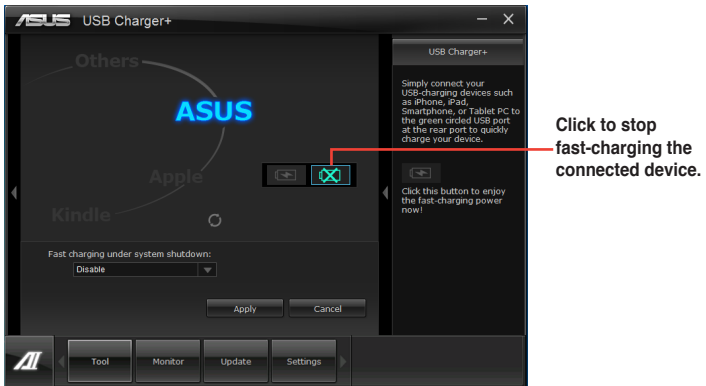 ASUS USB Charger+
Others
ASUS
Apple
Kindle
Fast charging under system shutdown:
Disable
Apply
Cancel
USB Charger+
Simply connect your
USB-charging devices such
as iPhone, iPad,
Smartphone, or Tablet PC to
the green circled USB port
at the rear port to quickly
charge your device.
Click this button to enjoy
the fast-charging power
now!
Tool
Monitor
Update
Settings
Click to stop
fast-charging the
connected device.